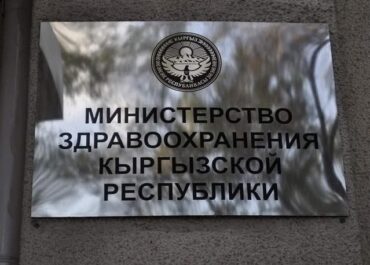 МИНИСТЕРСТВО
ЗДРАВООХРАНЕНИЯ
КЫРГЫЗСКОЙ
РЕСПУБЛИКИ